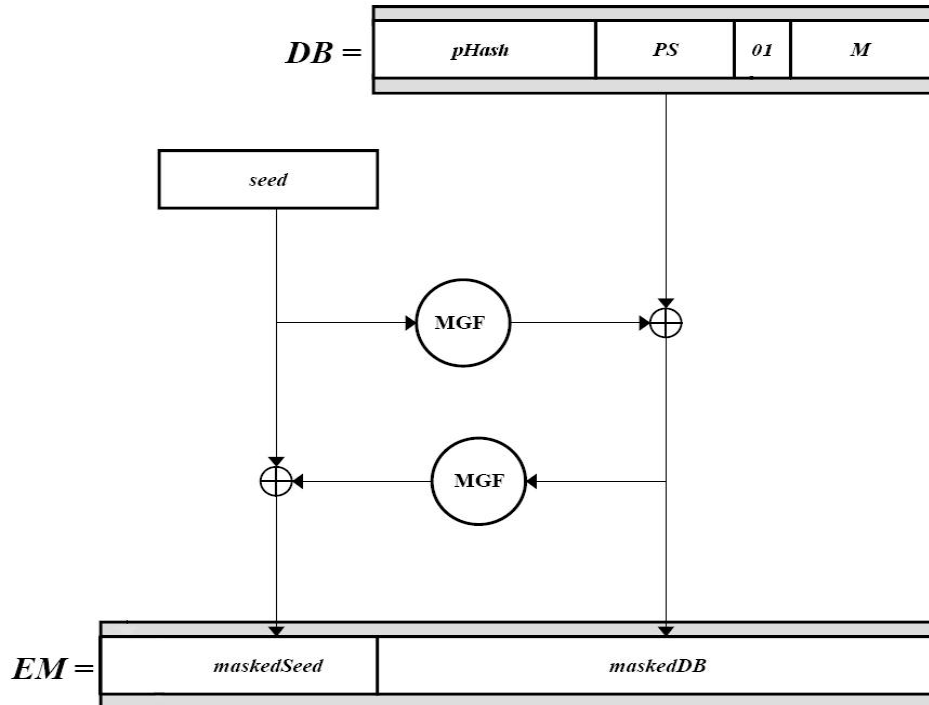 DB = pHash PS 01 M
seed
MGF
MGF
EM = maskedSeed maskedDB